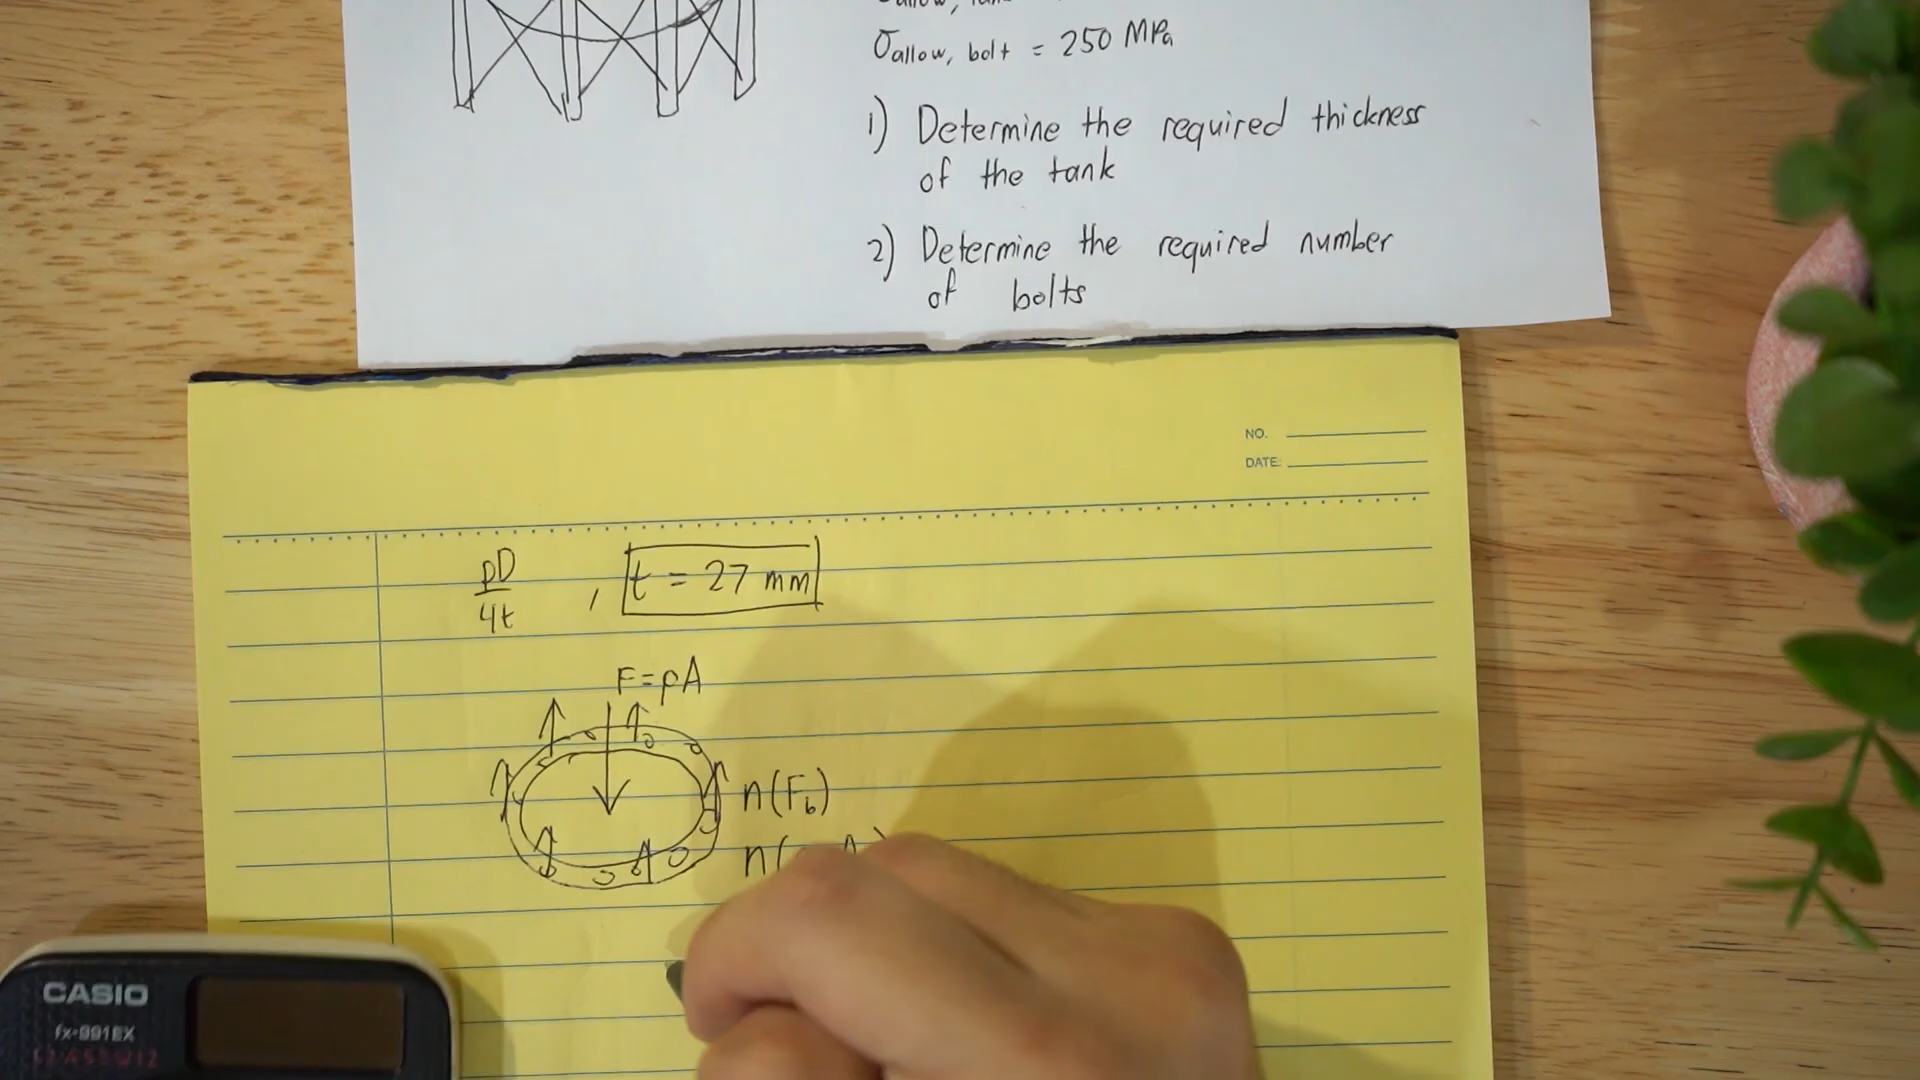 σallow, bolt = 250 MPa
1) Determine the required thickness
of the tank
2) Determine the required number
of bolts
NO.
DATE:
pD
4t
, t = 27 mm
F=pA
n(Fb)
n(
CASIO
fx-991EX
CLASSWIZ